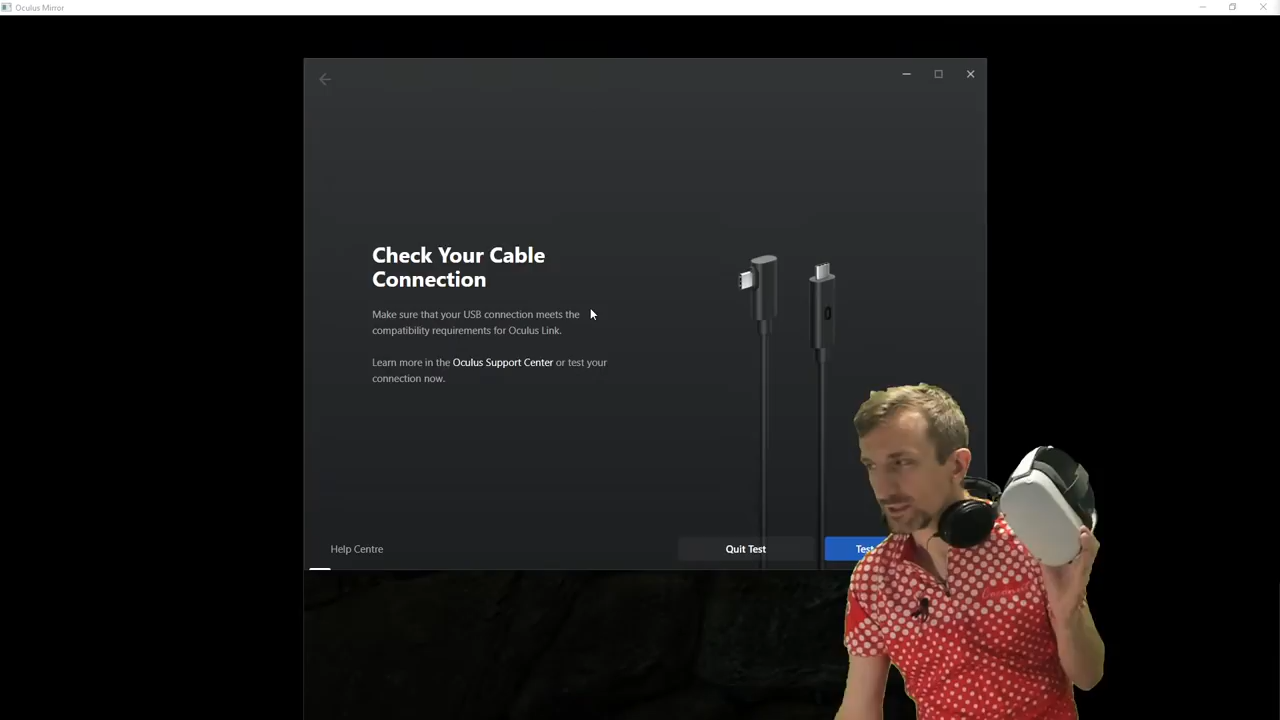 Oculus Mirror
Check Your Cable
Connection
Make sure that your USB connection meets the
compatibility requirements for Oculus Link.
Learn more in the Oculus Support Center or test your
connection now.
Help Centre
Quit Test